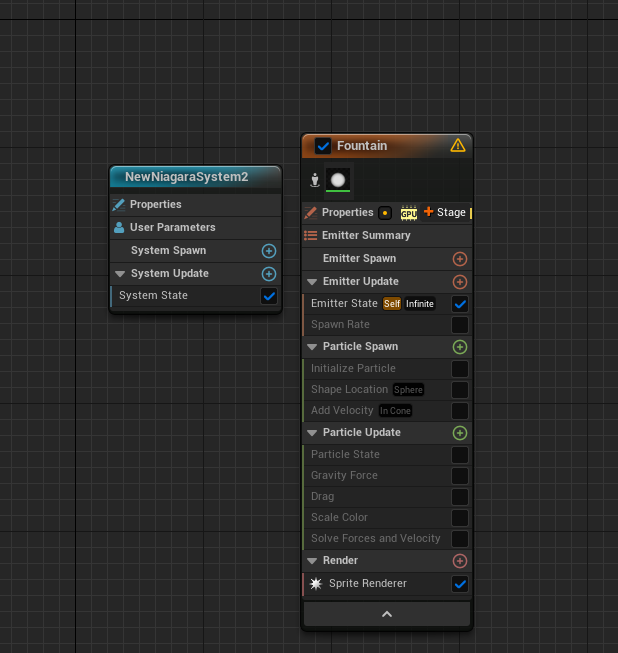 NewNiagaraSystem2
Properties
User Parameters
System Spawn
System Update
System State
Fountain
Properties GPU Stage
Emitter Summary
Emitter Spawn
Emitter Update
Emitter State Self Infinite
Spawn Rate
Particle Spawn
Initialize Particle
Shape Location Sphere
Add Velocity In Cone
Particle Update
Particle State
Gravity Force
Drag
Scale Color
Solve Forces and Velocity
Render
Sprite Renderer